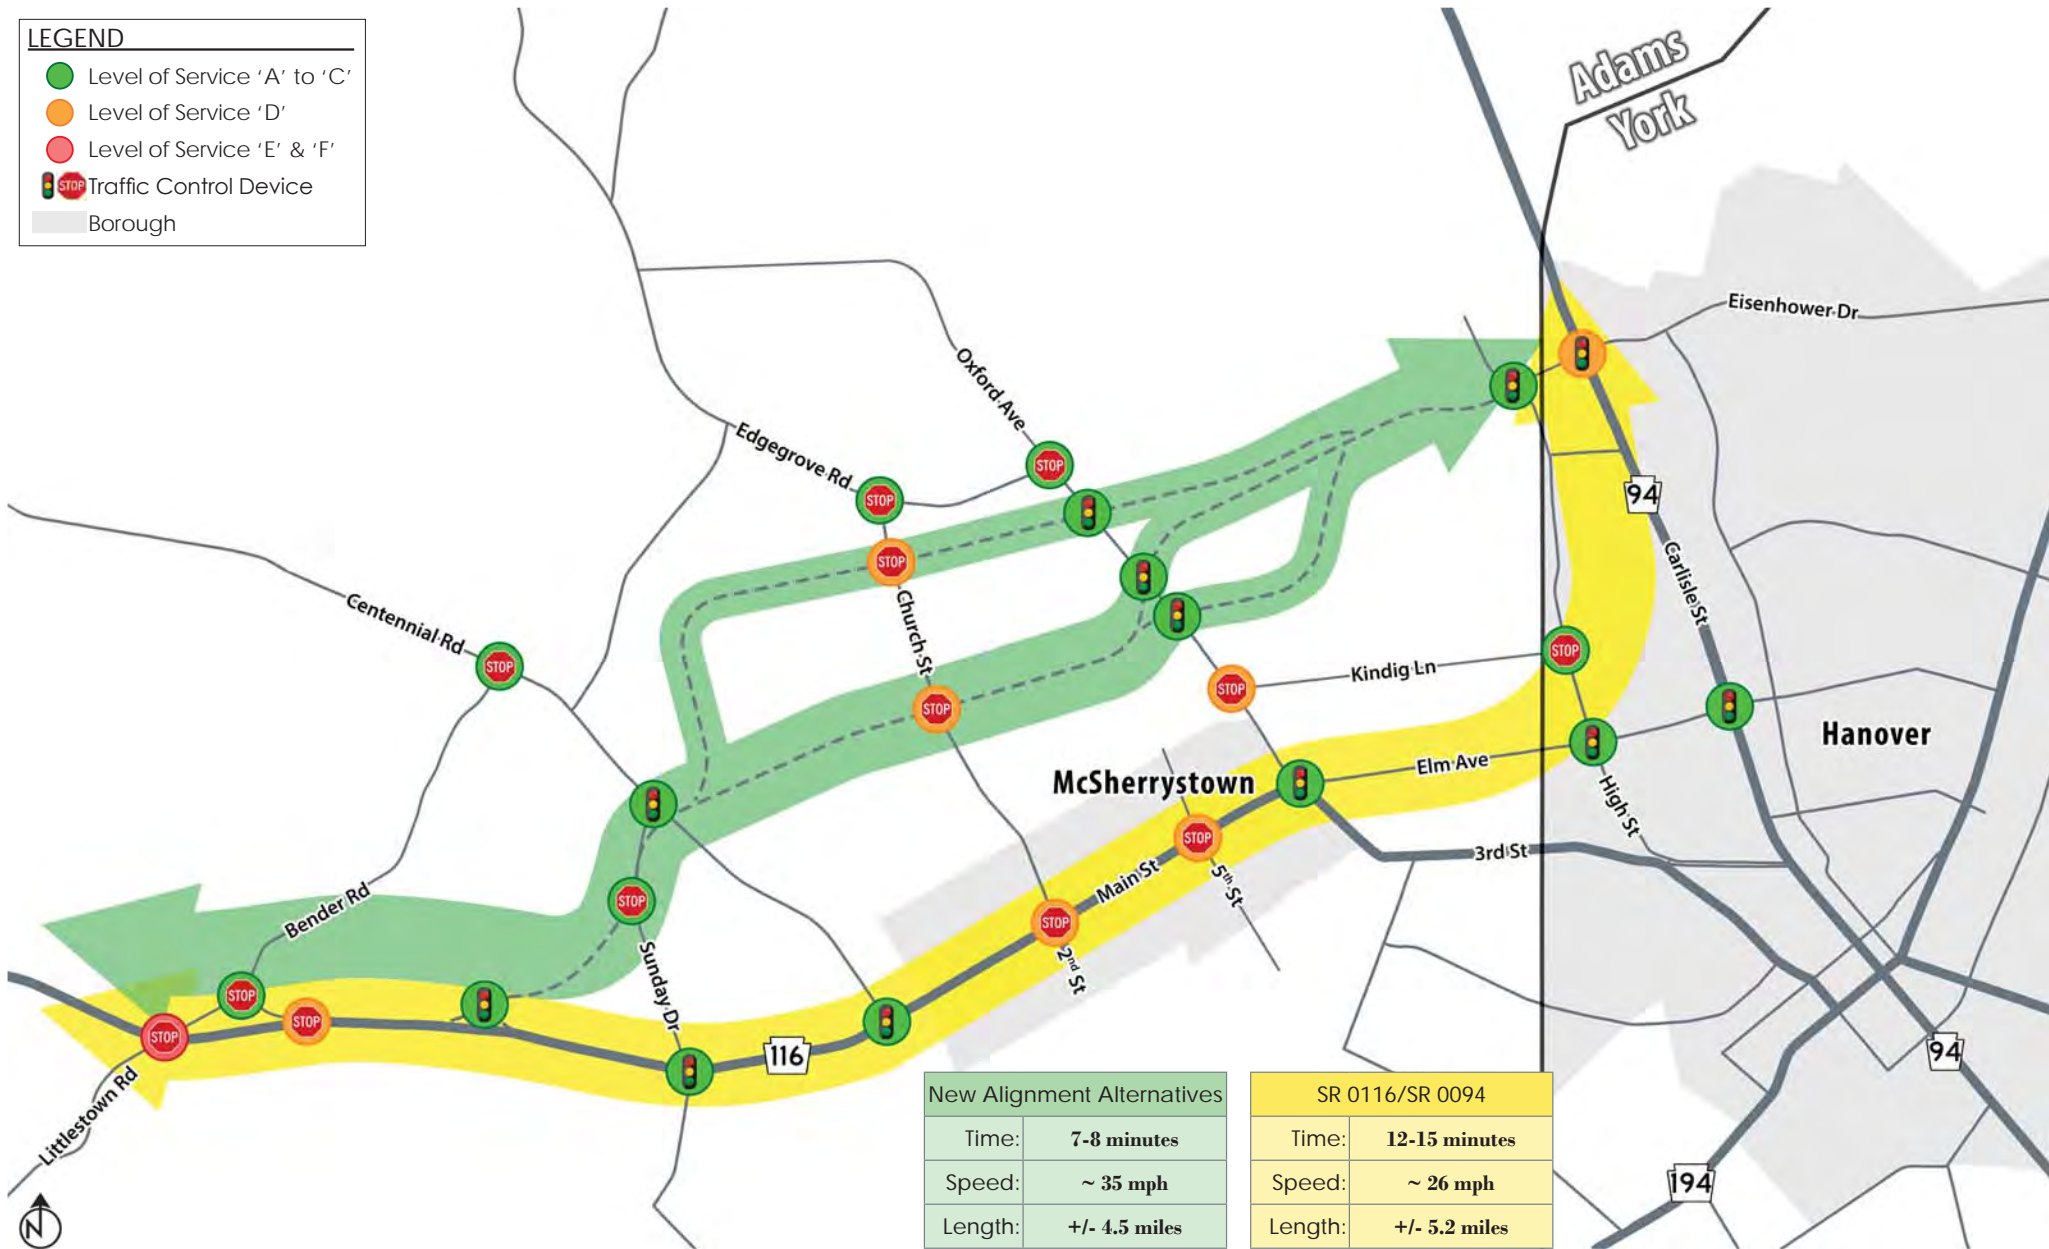 LEGEND
Level of Service ‘A’ to ‘C’
Level of Service ‘D’
Level of Service ‘E’ & ‘F’
STOP Traffic Control Device
Borough
Adams
York
Eisenhower Dr
Oxford Ave
Edgegrove Rd
STOP
STOP
94
STOP
Carlisle St
Centennial Rd
Church St
STOP
STOP
Kindig Ln
STOP
STOP
Hanover
McSherrystown
Elm Ave
High St
STOP
3rd St
Main St
5th St
Bender Rd
STOP
STOP
2nd St
Sunday Dr
STOP
STOP
STOP
116
94
Littlestown Rd
194
N
New Alignment Alternatives
Time: 7-8 minutes
Speed: ~ 35 mph
Length: +/- 4.5 miles
SR 0116/SR 0094
Time: 12-15 minutes
Speed: ~ 26 mph
Length: +/- 5.2 miles